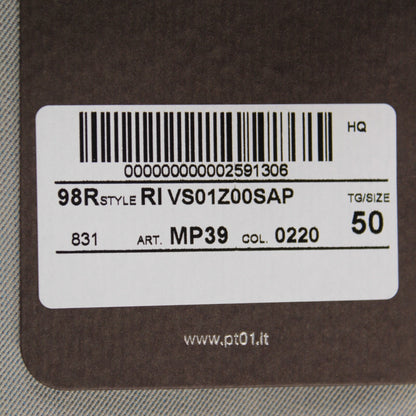 HQ
000000000002591306
98R STYLE RI VS01Z00SAP TG/SIZE
50
831 ART. MP39 COL. 0220
www.pt01.it